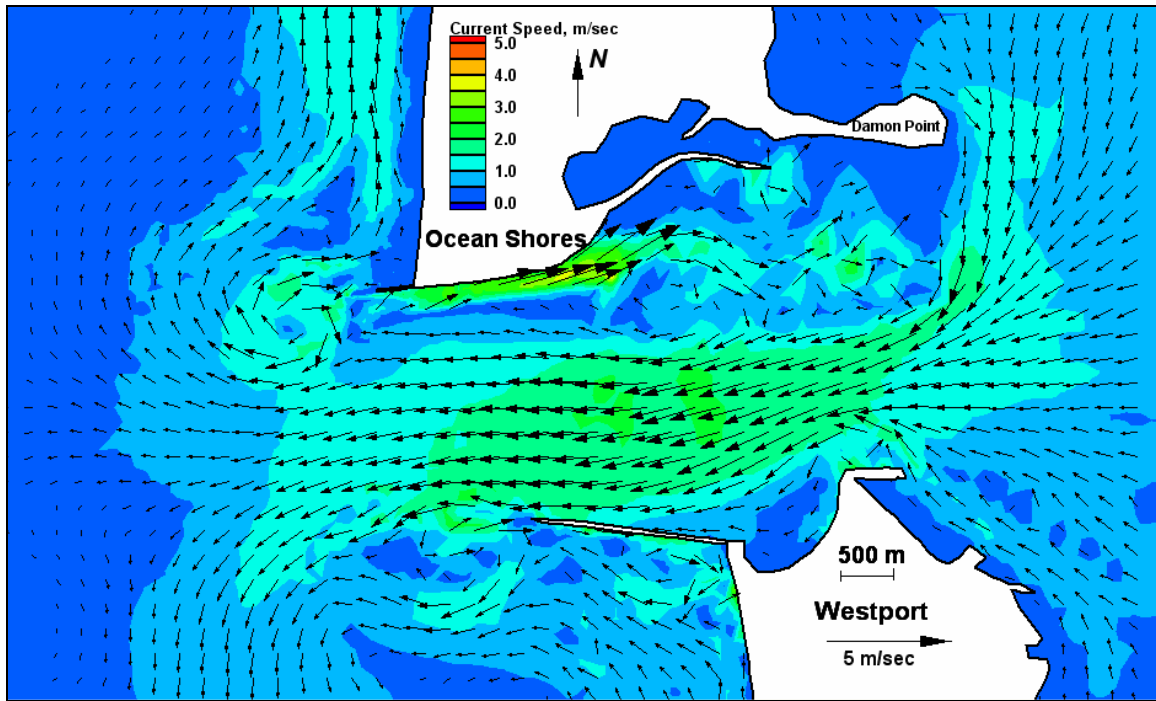 Current Speed, m/sec
5.0
4.0
3.0
2.0
1.0
0.0
N
Damon Point
Ocean Shores
500 m
Westport
5 m/sec